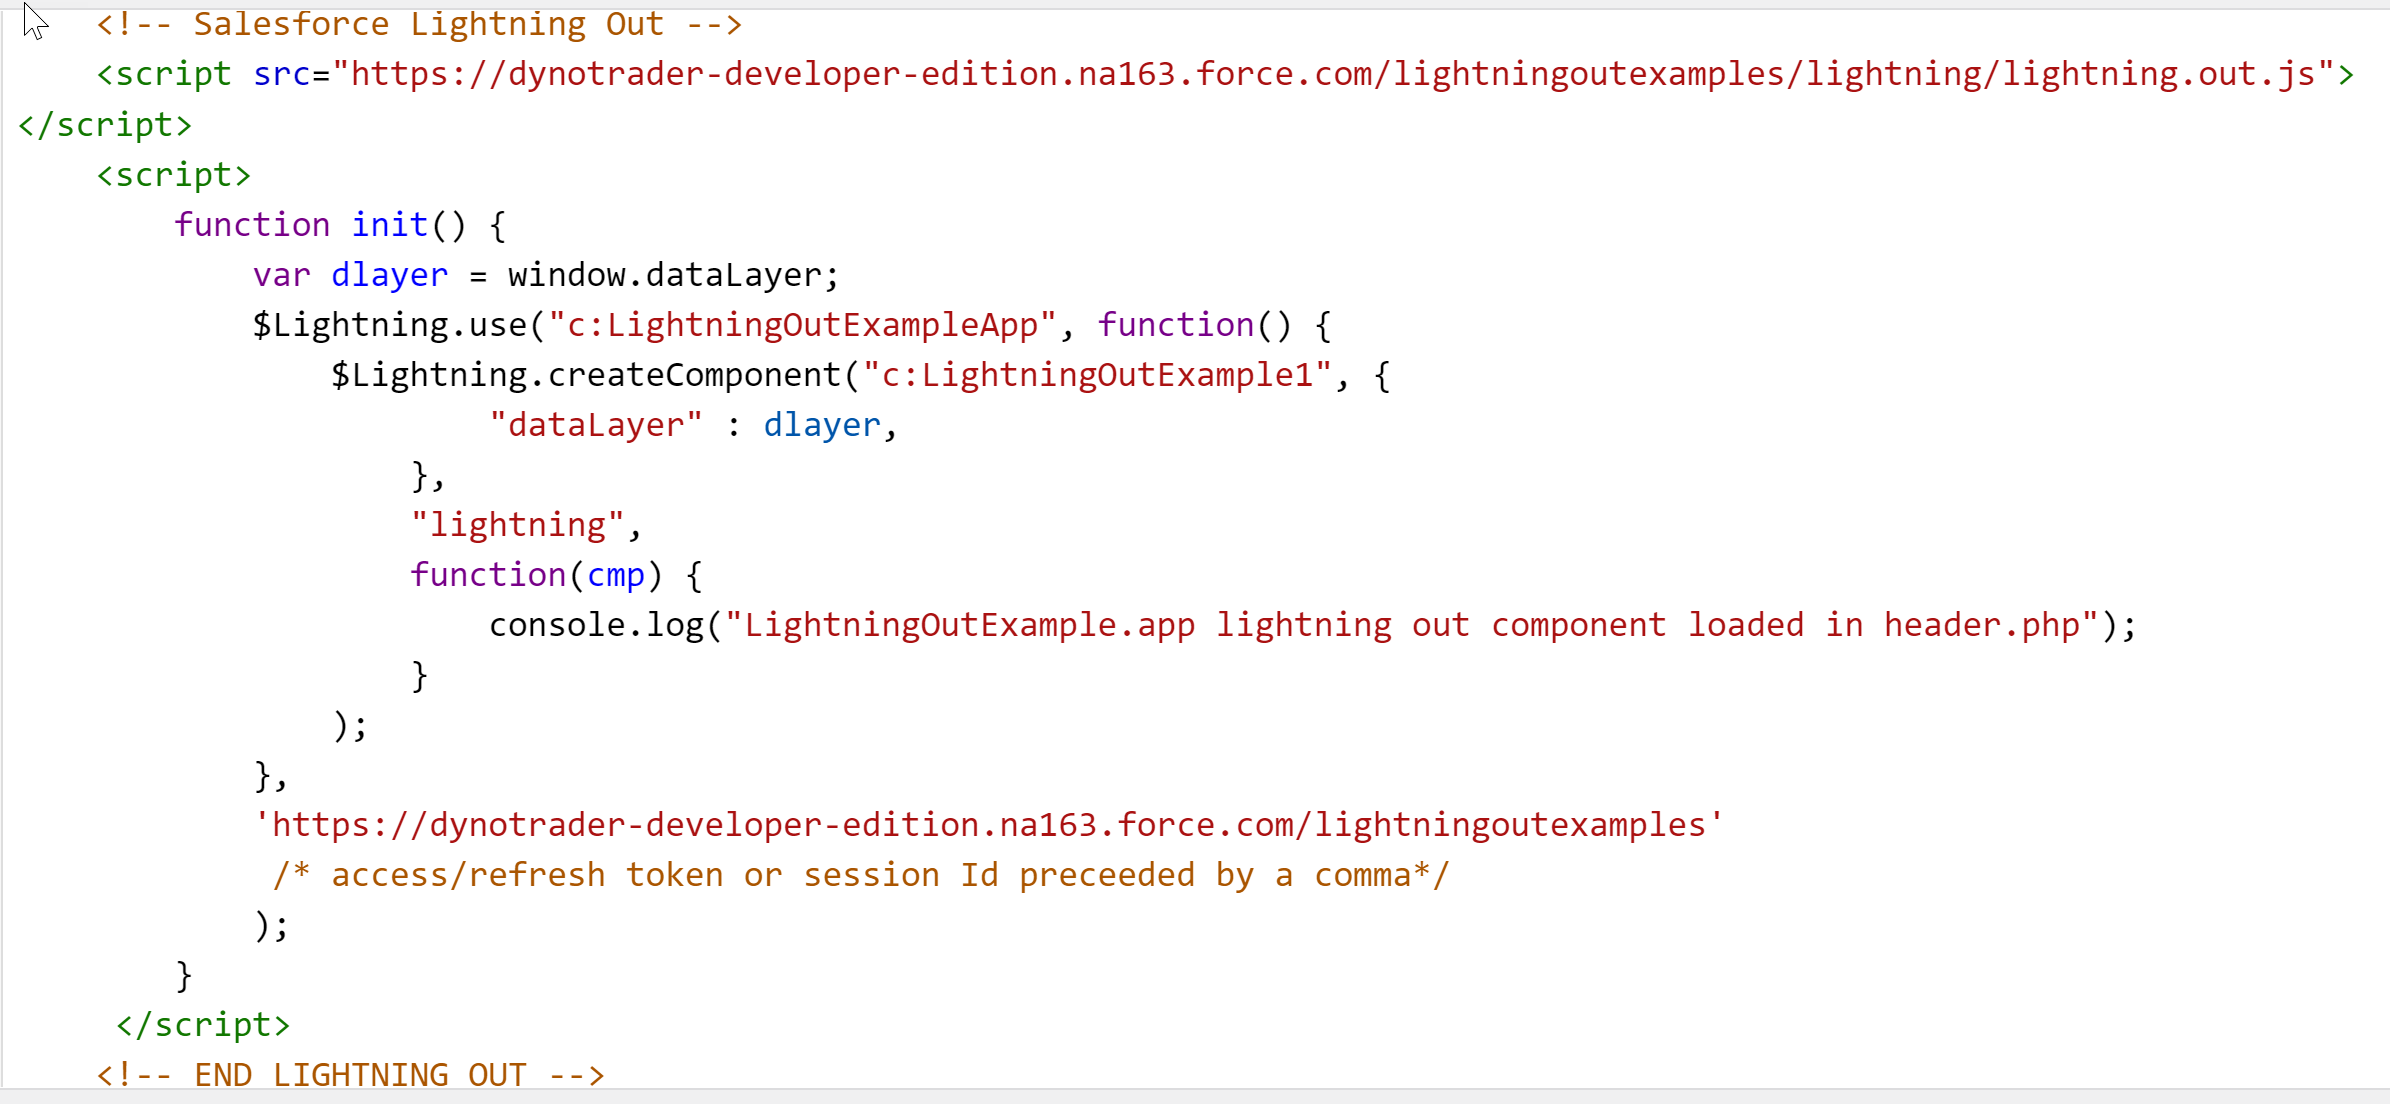 <!-- Salesforce Lightning Out -->
<script src="https://dynotrader-developer-edition.na163.force.com/lightningoutexamples/lightning/lightning.out.js">
</script>
<script>
function init() {
var dlayer = window.dataLayer;
$Lightning.use("c:LightningOutExampleApp", function() {
$Lightning.createComponent("c:LightningOutExample1", {
"dataLayer" : dlayer,
},
"lightning",
function(cmp) {
console.log("LightningOutExample.app lightning out component loaded in header.php");
}
);
},
'https://dynotrader-developer-edition.na163.force.com/lightningoutexamples'
/* access/refresh token or session Id preceeded by a comma*/
);
}
</script>
<!-- END LIGHTNING OUT -->